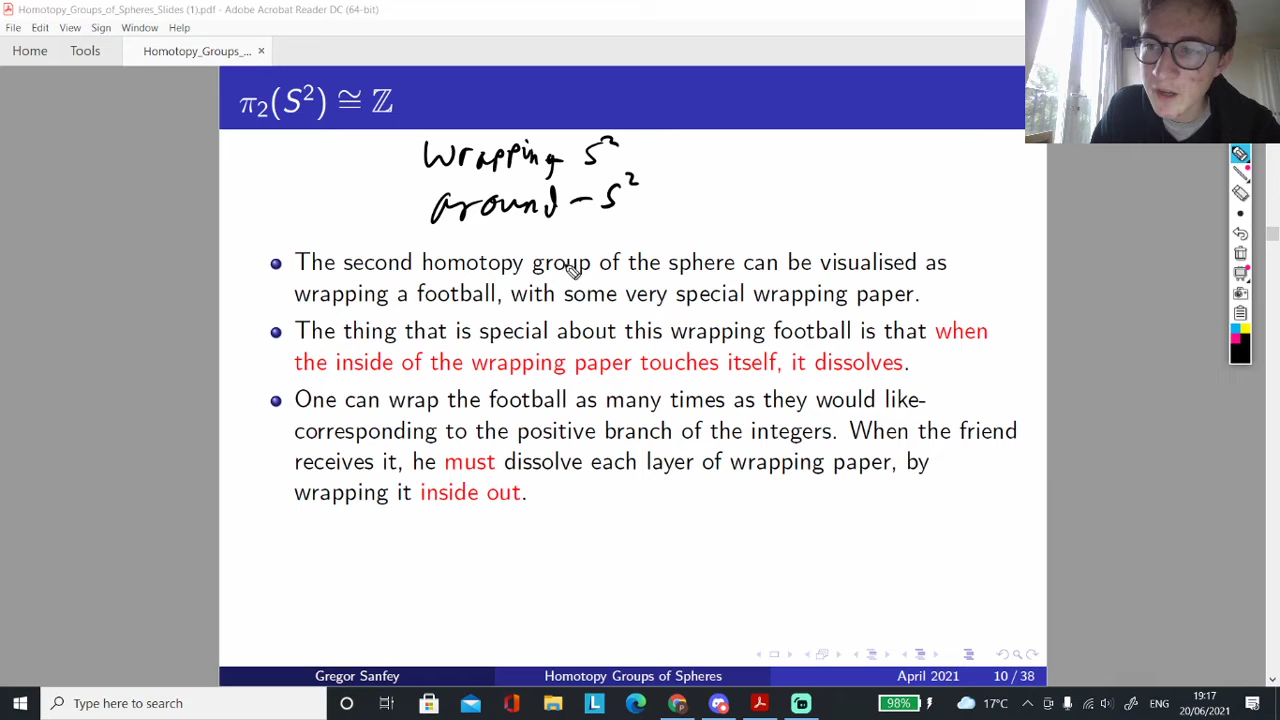 Homotopy_Groups_of_Spheres_Slides (1).pdf - Adobe Acrobat Reader DC (64-bit)
File Edit View Sign Window Help
Home Tools Homotopy_Groups_... ×
π₂(S²) ≅ ℤ
Wrapping S²
around - S²
The second homotopy group of the sphere can be visualised as
wrapping a football, with some very special wrapping paper.
The thing that is special about this wrapping football is that when
the inside of the wrapping paper touches itself, it dissolves.
One can wrap the football as many times as they would like-
corresponding to the positive branch of the integers. When the friend
receives it, he must dissolve each layer of wrapping paper, by
wrapping it inside out.
Gregor Sanfey Homotopy Groups of Spheres April 2021 10 / 38
Type here to search 98% 17°C ENG 19:17
20/06/2021